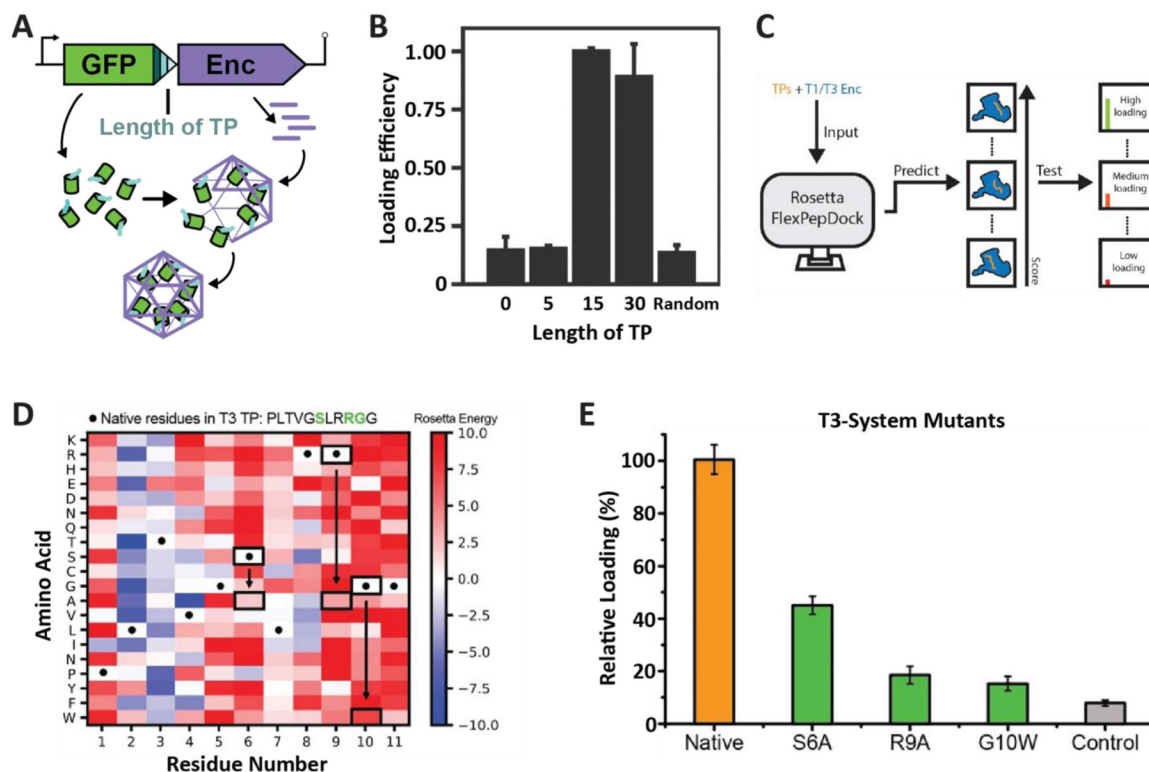 A
GFP
Enc
Length of TP
B
Loading Efficiency
1.00
0.75
0.50
0.25
0
0 5 15 30 Random
Length of TP
C
TPs + T1/T3 Enc
Input
Rosetta
FlexPepDock
Predict
Score
Test
High
loading
Medium
loading
Low
loading
D
● Native residues in T3 TP: PLTVGSLRRGG
Rosetta Energy
Amino Acid
K
R
H
E
D
N
Q
T
S
C
G
A
V
L
I
N
P
Y
F
W
1 2 3 4 5 6 7 8 9 10 11
Residue Number
10.0
7.5
5.0
2.5
0.0
-2.5
-5.0
-7.5
-10.0
E
T3-System Mutants
Relative Loading (%)
100
80
60
40
20
0
Native S6A R9A G10W Control